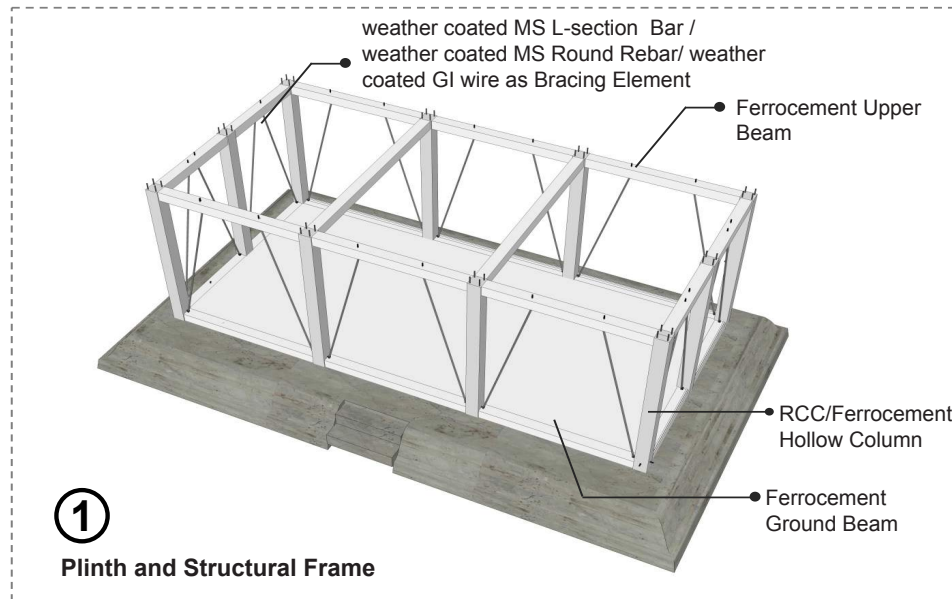 weather coated MS L-section Bar /
weather coated MS Round Rebar/ weather
coated GI wire as Bracing Element
Ferrocement Upper
Beam
RCC/Ferrocement
Hollow Column
Ferrocement
Ground Beam
1
Plinth and Structural Frame